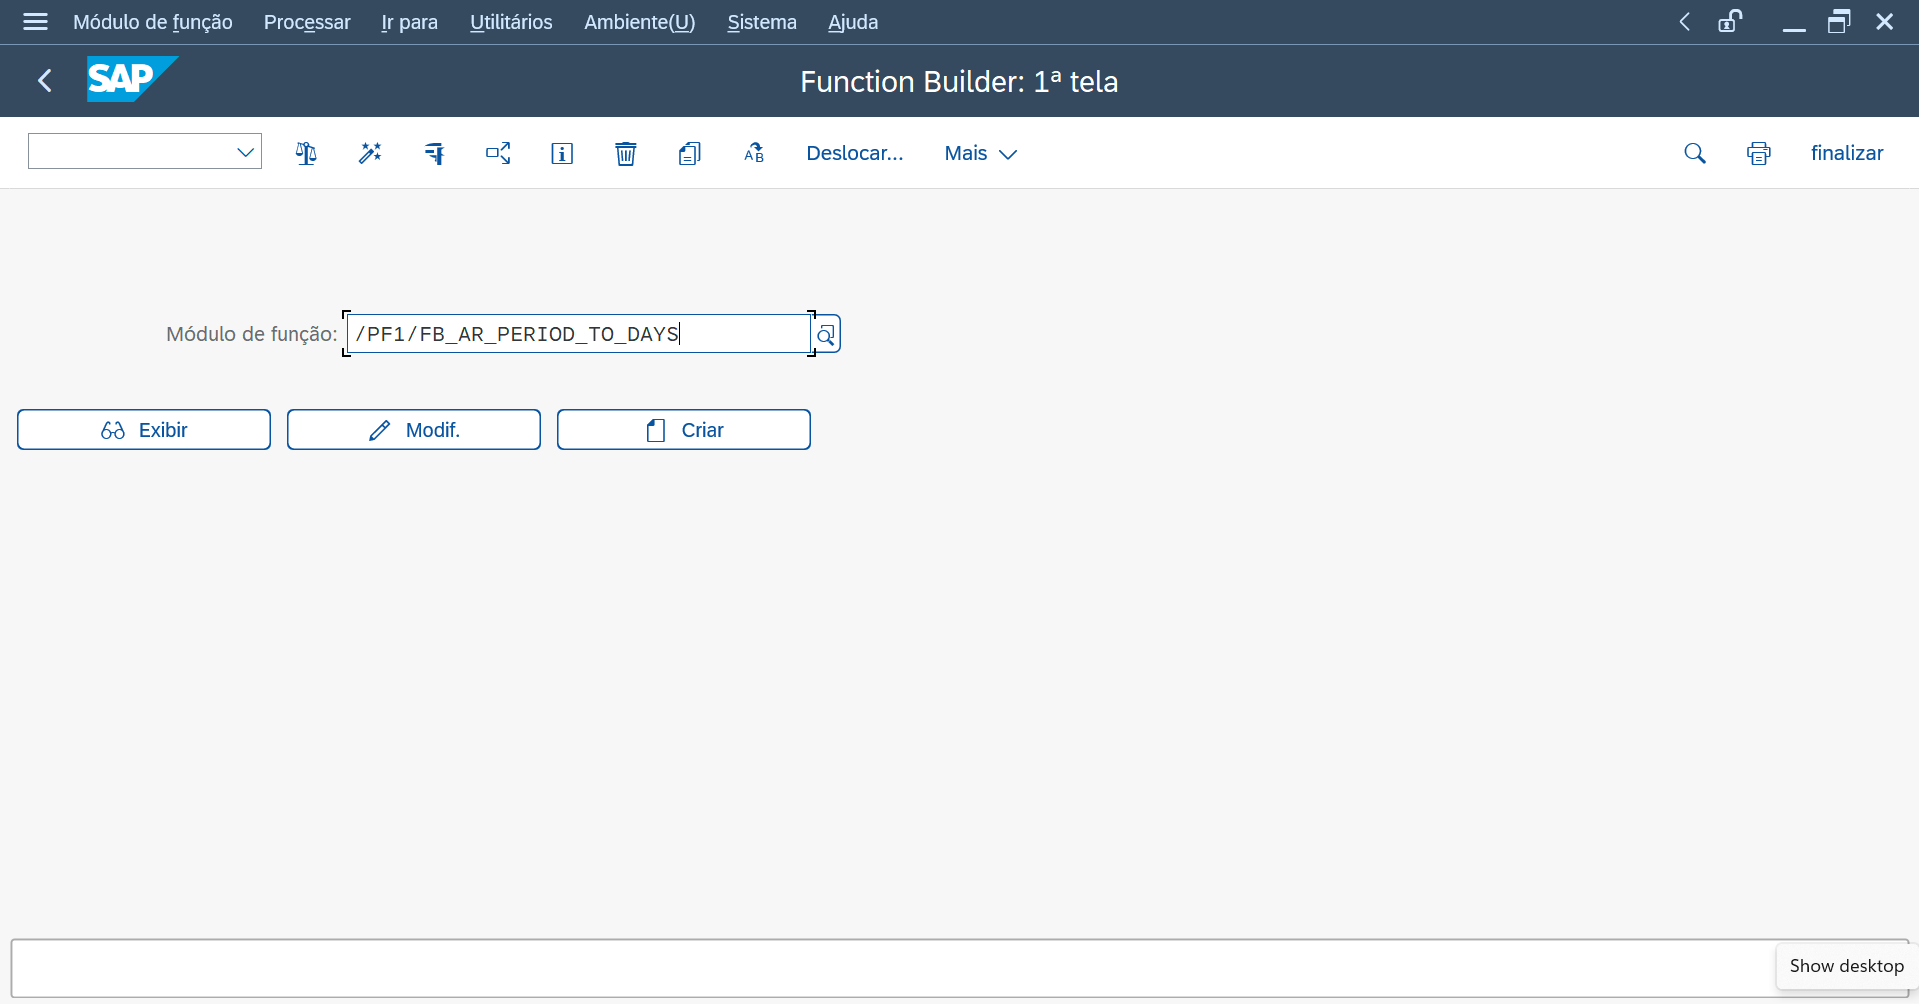 Módulo de função Processar Ir para Utilitários Ambiente(U) Sistema Ajuda
SAP Function Builder: 1ª tela
Deslocar... Mais finalizar
Módulo de função: /PF1/FB_AR_PERIOD_TO_DAYS
Exibir Modif. Criar
Show desktop